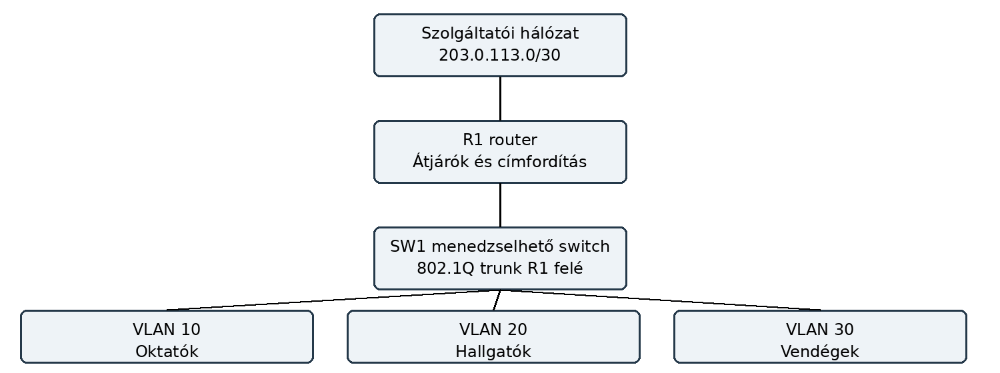 Szolgáltatói hálózat
203.0.113.0/30
R1 router
Átjárók és címfordítás
SW1 menedzselhető switch
802.1Q trunk R1 felé
VLAN 10
Oktatók
VLAN 20
Hallgatók
VLAN 30
Vendégek